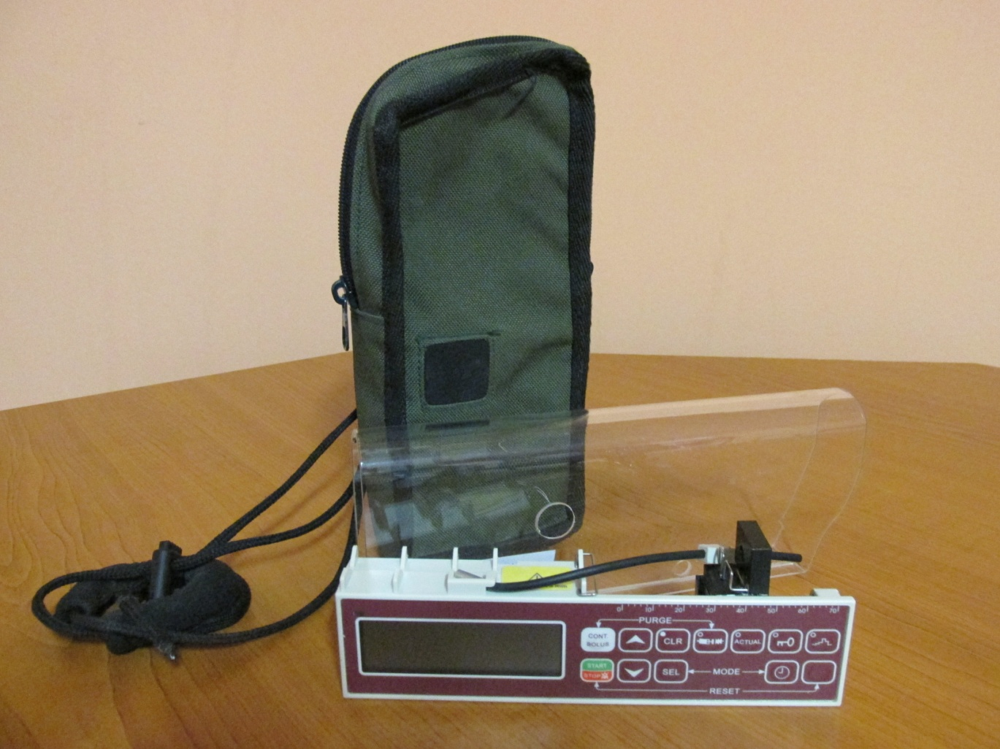 0 10 20 30 40 50 60 70
PURGE
CONT. BOLUS
CLR
ACTUAL
START
STOP
SEL
MODE
RESET